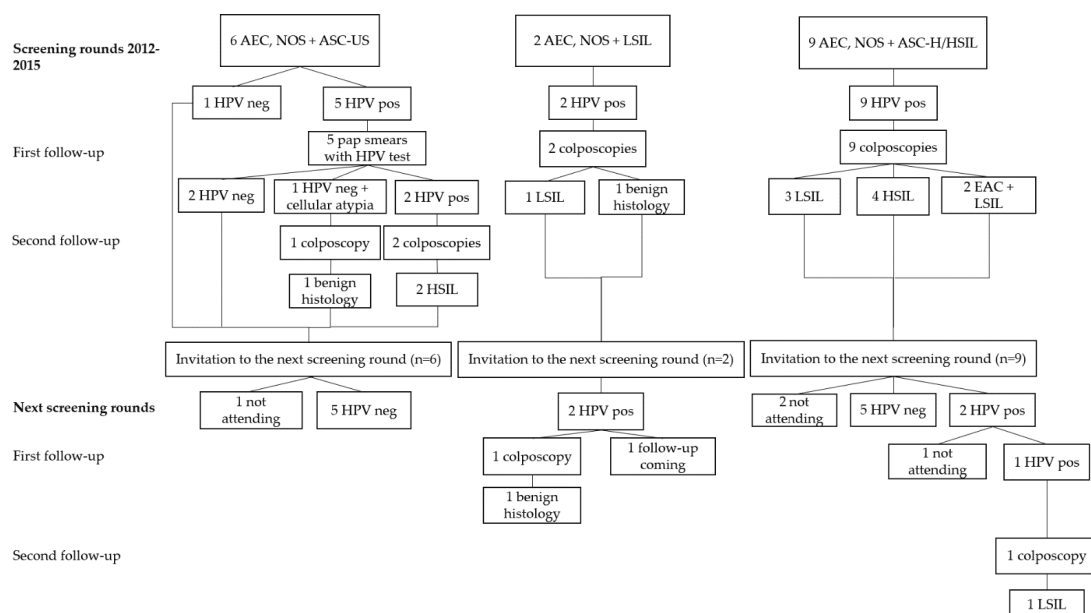 6 AEC, NOS + ASC-US
2 AEC, NOS + LSIL
9 AEC, NOS + ASC-H/HSIL
Screening rounds 2012-
2015
1 HPV neg
5 HPV pos
2 HPV pos
9 HPV pos
First follow-up
5 pap smears
with HPV test
2 colposcopies
9 colposcopies
2 HPV neg
1 HPV neg +
cellular atypia
2 HPV pos
1 LSIL
1 benign
histology
3 LSIL
4 HSIL
2 EAC +
LSIL
Second follow-up
1 colposcopy
2 colposcopies
1 benign
histology
2 HSIL
Invitation to the next screening round (n=6)
Invitation to the next screening round (n=2)
Invitation to the next screening round (n=9)
Next screening rounds
1 not
attending
5 HPV neg
2 HPV pos
2 not
attending
5 HPV neg
2 HPV pos
First follow-up
1 colposcopy
1 follow-up
coming
1 not
attending
1 HPV pos
1 benign
histology
Second follow-up
1 colposcopy
1 LSIL